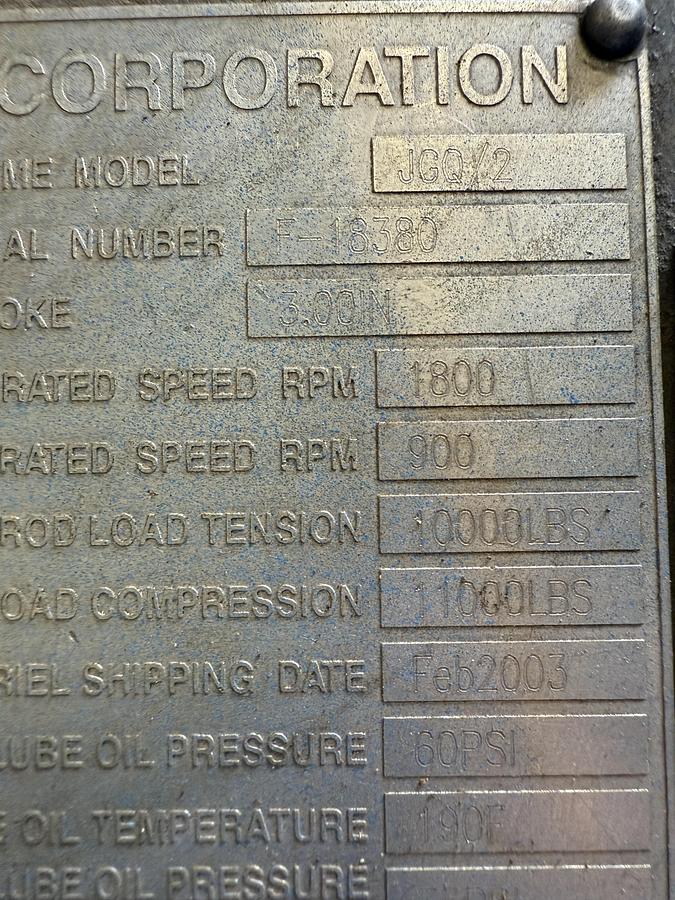 CORPORATION
ME MODEL JGQ/2
AL NUMBER F-18380
OKE 3.00IN
RATED SPEED RPM 1800
RATED SPEED RPM 900
ROD LOAD TENSION 10000LBS
OAD COMPRESSION 11000LBS
RIEL SHIPPING DATE Feb2003
LUBE OIL PRESSURE 60PSI
E OIL TEMPERATURE 190F
LUBE OIL PRESSURE